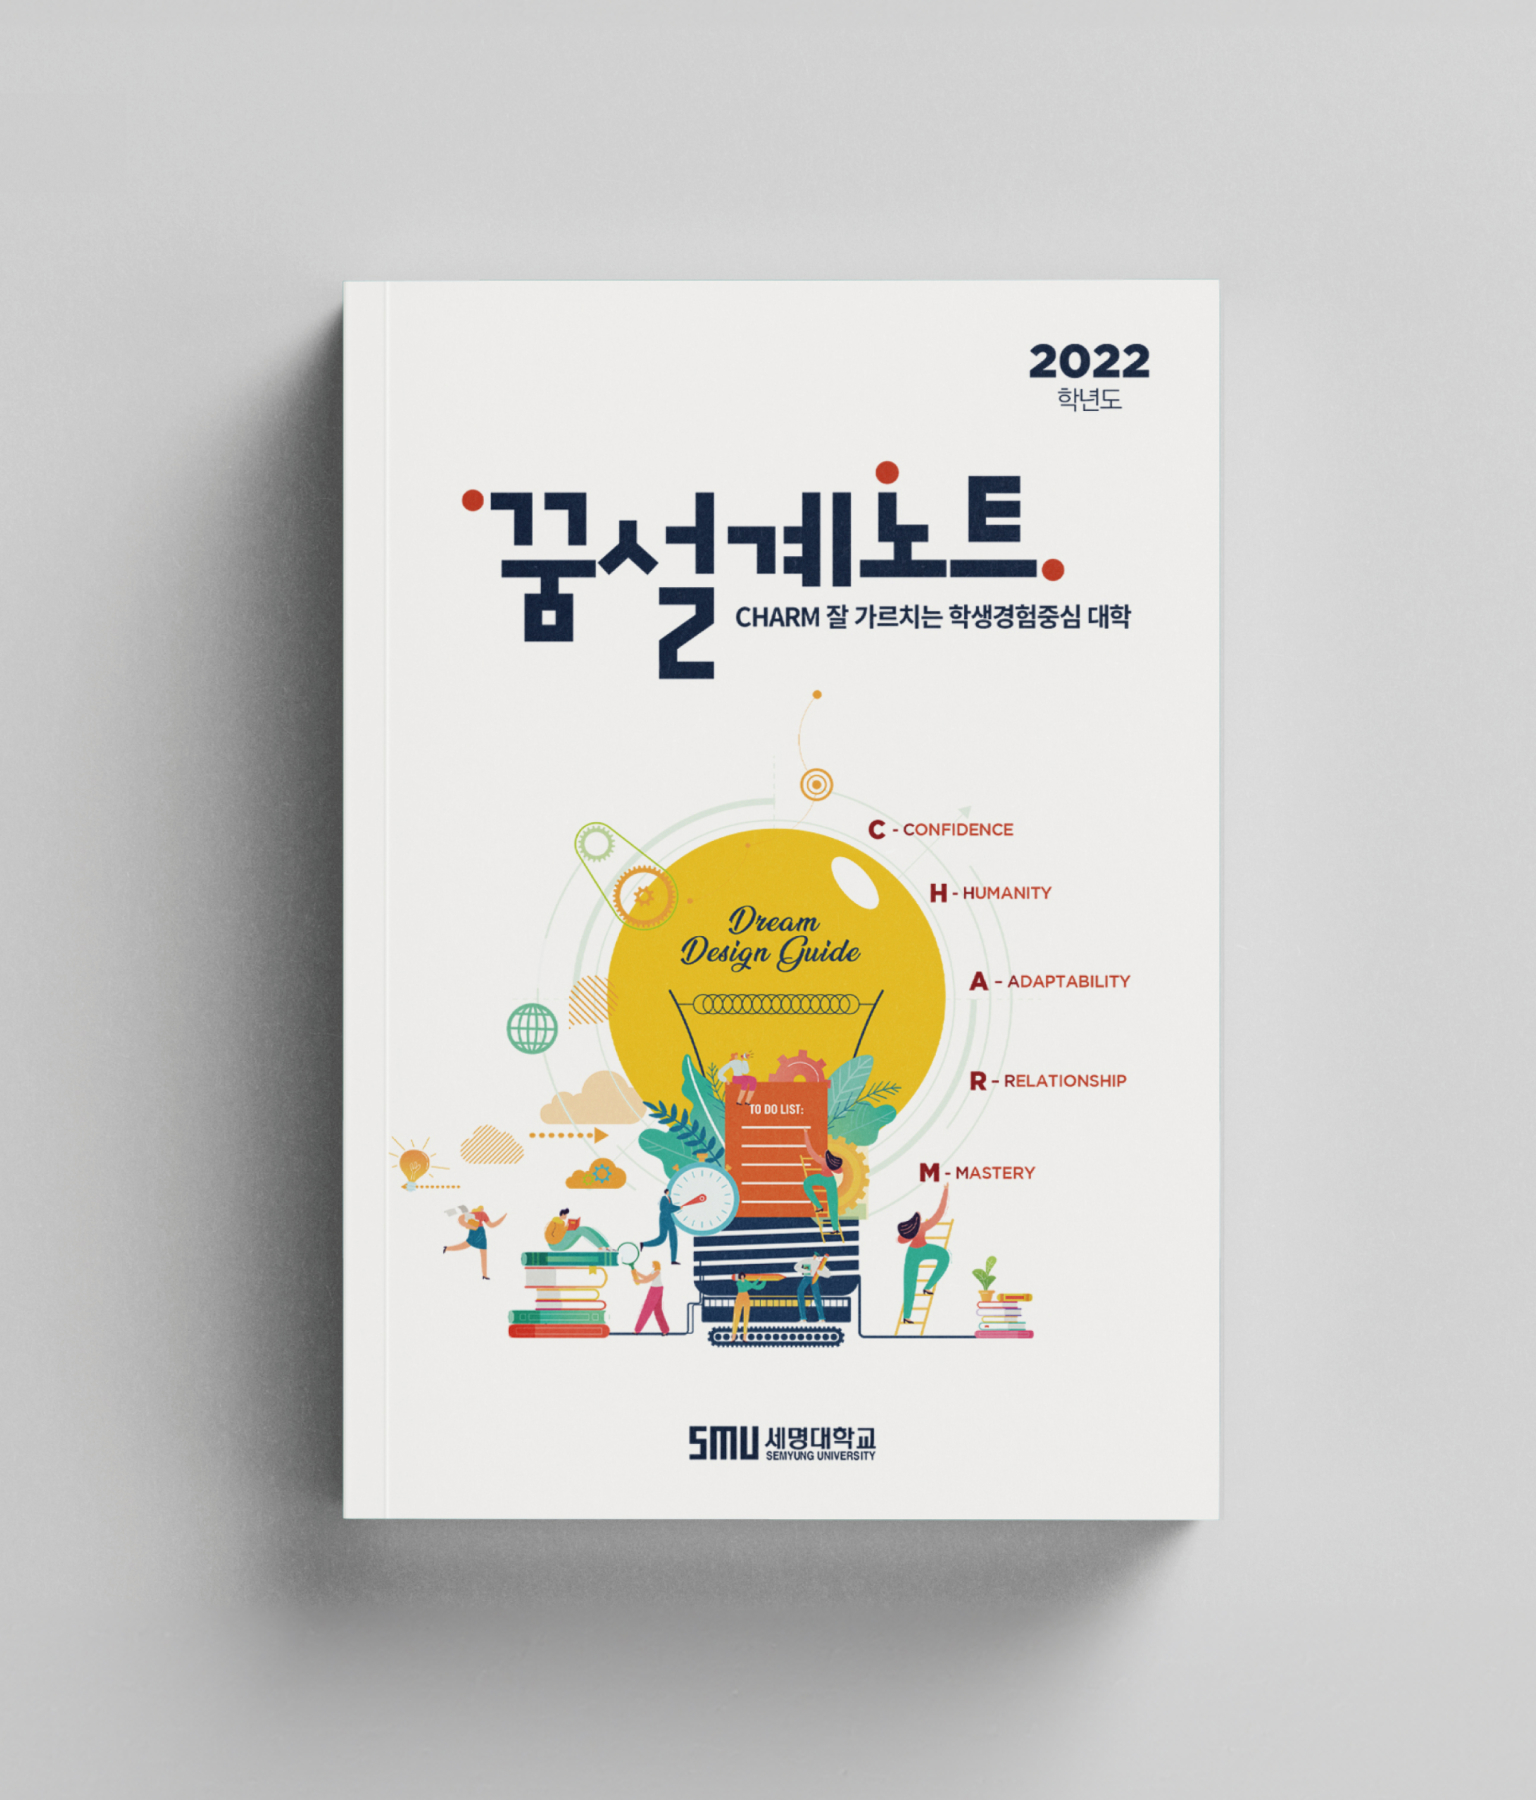 2022
학년도
꿈설계노트
CHARM 잘 가르치는 학생경험중심 대학
C - CONFIDENCE
H - HUMANITY
Dream
Design Guide
A - ADAPTABILITY
R - RELATIONSHIP
TO DO LIST:
M - MASTERY
SMU 세명대학교
SEMYUNG UNIVERSITY